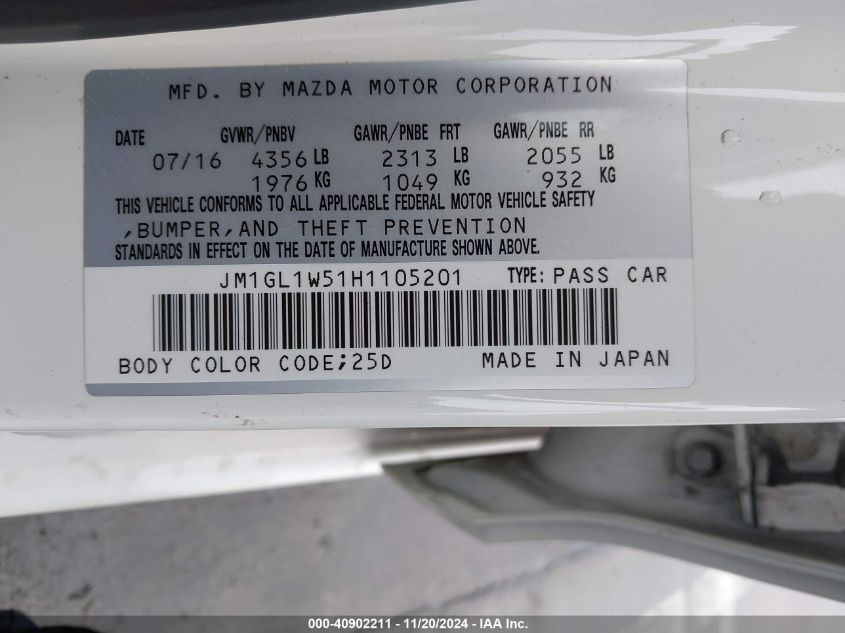 MFD. BY MAZDA MOTOR CORPORATION
DATE GVWR/PNBV GAWR/PNBE FRT GAWR/PNBE RR
07/16 4356 LB 2313 LB 2055 LB
1976 KG 1049 KG 932 KG
THIS VEHICLE CONFORMS TO ALL APPLICABLE FEDERAL MOTOR VEHICLE SAFETY
,BUMPER,AND THEFT PREVENTION
STANDARDS IN EFFECT ON THE DATE OF MANUFACTURE SHOWN ABOVE.
JM1GL1W51H1105201 TYPE: PASS CAR
BODY COLOR CODE;25D MADE IN JAPAN
000-40902211 - 11/20/2024 - IAA Inc.